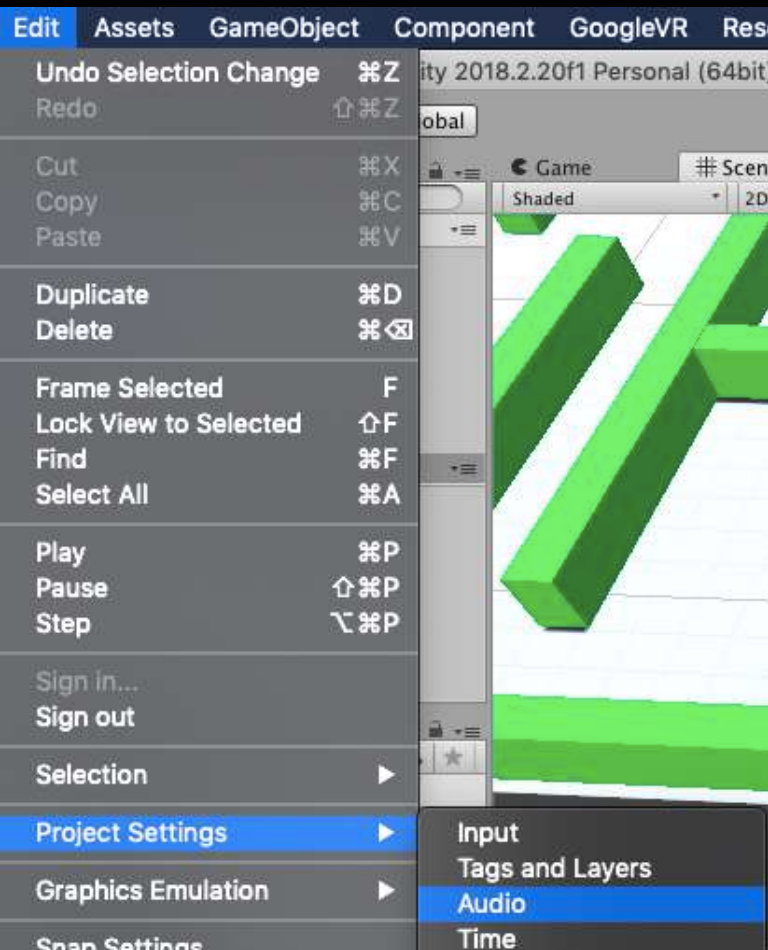 Edit Assets GameObject Component GoogleVR
Undo Selection Change ⌘Z
ity 2018.2.20f1 Personal (64bit)
Redo ⇧⌘Z
obal
Cut ⌘X
Game
Copy ⌘C
Shaded 2D
Paste ⌘V
Duplicate ⌘D
Delete ⌘⌫
Frame Selected F
Lock View to Selected ⇧F
Find ⌘F
Select All ⌘A
Play ⌘P
Pause ⇧⌘P
Step ⌥⌘P
Sign in...
Sign out
Selection
Project Settings
Input
Tags and Layers
Graphics Emulation
Audio
Snap Settings
Time